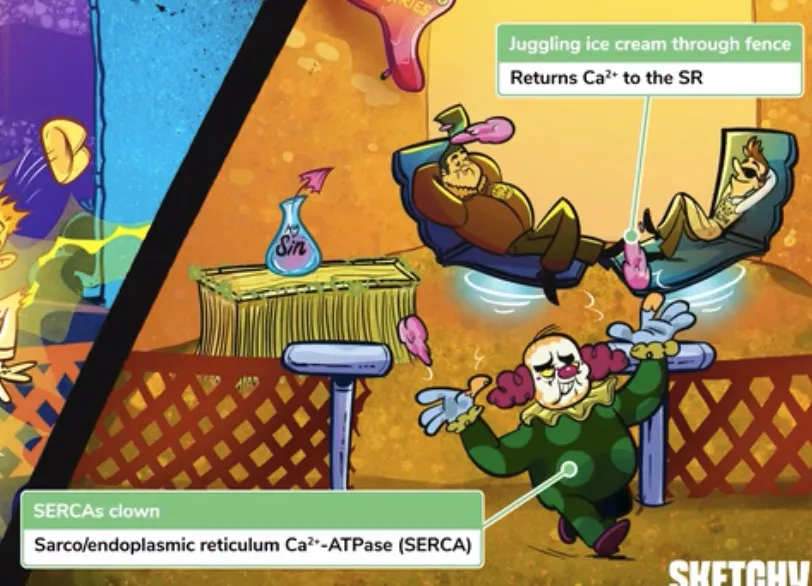 RIES
Juggling ice cream through fence
Returns Ca²⁺ to the SR
Sin
SERCAs clown
Sarco/endoplasmic reticulum Ca²⁺-ATPase (SERCA)
SKETCHY